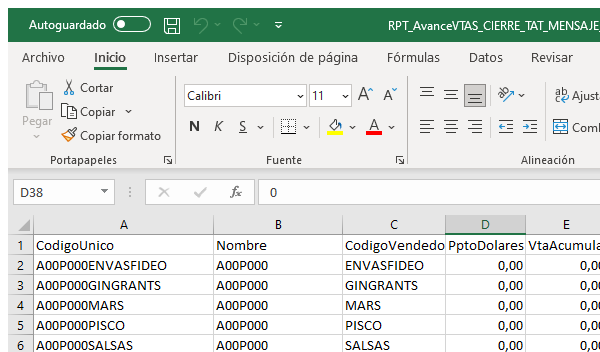 Autoguardado RPT_AvanceVTAS_CIERRE_TAT_MENSAJE_
Archivo Inicio Insertar Disposición de página Fórmulas Datos Revisar
Pegar
Cortar
Copiar
Copiar formato
Portapapeles
Calibri 11 A A
N K S A
Fuente
ab c Ajusta
Comb
Alineación
D38 fx 0
A B C D E
1 CodigoUnico Nombre CodigoVendedo PptoDolares VtaAcumula
2 A00P000ENVASFIDEO A00P000 ENVASFIDEO 0,00 0,00
3 A00P000GINGRANTS A00P000 GINGRANTS 0,00 0,00
4 A00P000MARS A00P000 MARS 0,00 0,00
5 A00P000PISCO A00P000 PISCO 0,00 0,00
6 A00P000SALSAS A00P000 SALSAS 0,00 0,00